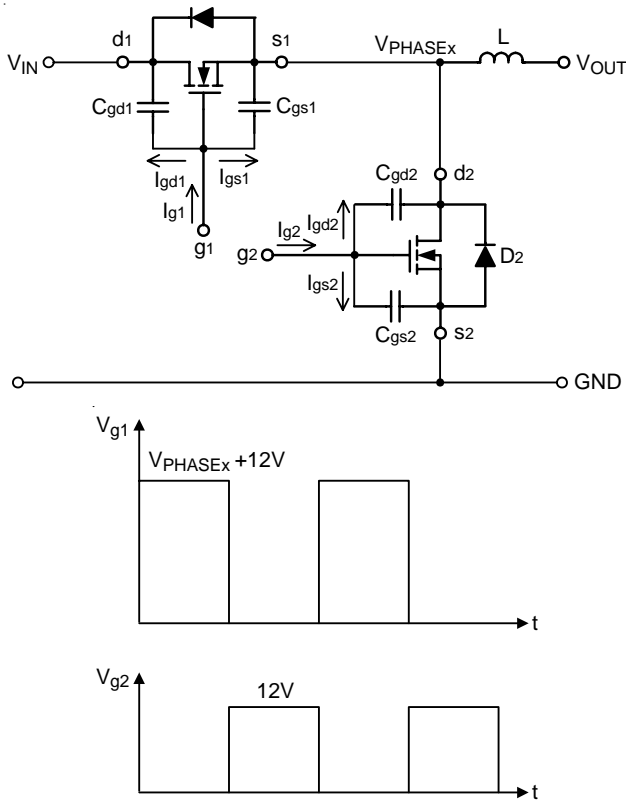 d1 s1 VPHASEx L
VIN VOUT
Cgd1 Cgs1
Igd1 Igs1 Cgd2 d2
Ig1 Ig2 Igd2
g1 g2 D2
Igs2
Cgs2 s2
GND
Vg1
VPHASEx +12V
t
Vg2
12V
t